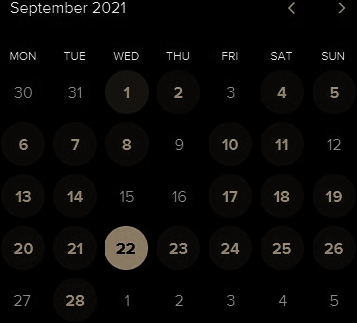 September 2021
MON TUE WED THU FRI SAT SUN
30 31 1 2 3 4 5
6 7 8 9 10 11 12
13 14 15 16 17 18 19
20 21 22 23 24 25 26
27 28 1 2 3 4 5